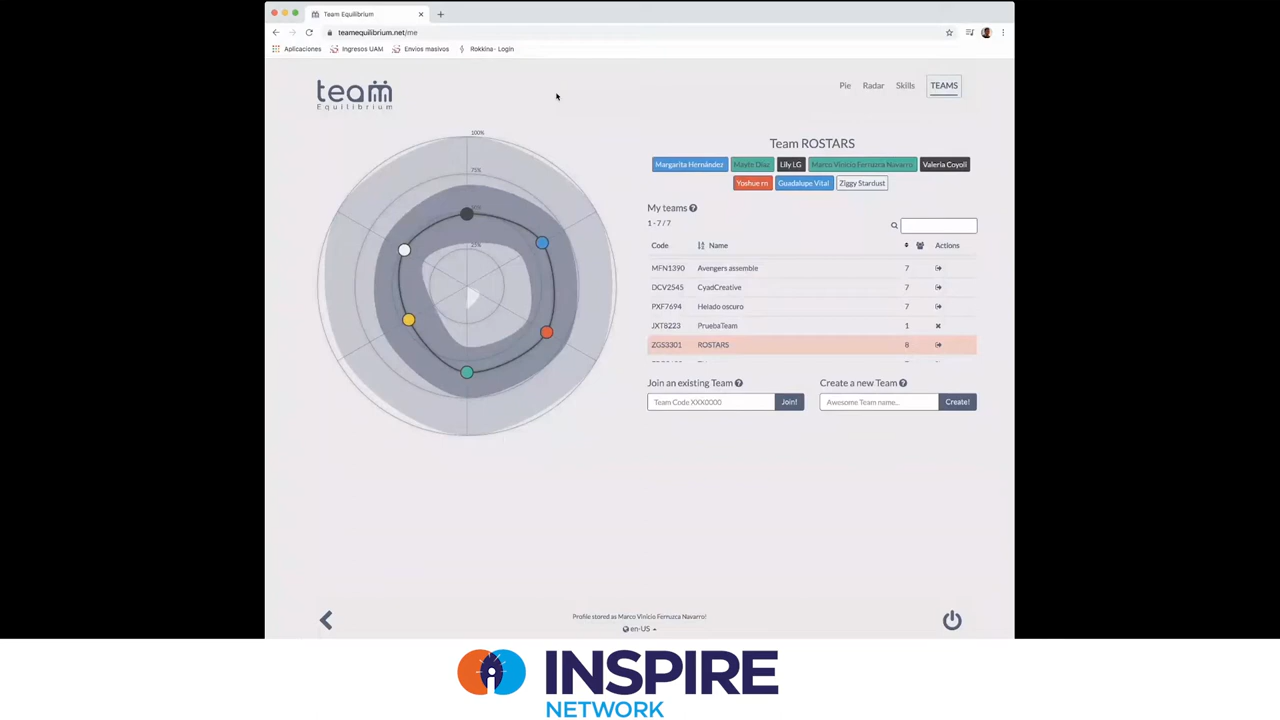 Team Equilibrium
teamequilibrium.net/me
Aplicaciones Ingresos UAM Envios masivos Rokkina - Login
team
Equilibrium
Pie Radar Skills TEAMS
100%
75%
25%
Team ROSTARS
Margarita Hernández Mayte Díaz Lily LG Marco Vinicio Ferruzca Navarro Valeria Coyoli
Yoshue rn Guadalupe Vital Ziggy Stardust
My teams
1 - 7 / 7
Code Name Actions
MFN1390 Avengers assemble 7
DCV2545 CyadCreative 7
PXF7694 Helado oscuro 7
JXT8223 PruebaTeam 1
ZGS3301 ROSTARS 8
Join an existing Team Create a new Team
Team Code XXX0000 Join! Awesome Team name... Create!
Profile stored as Marco Vinicio Ferruzca Navarro!
en-US
INSPIRE
NETWORK